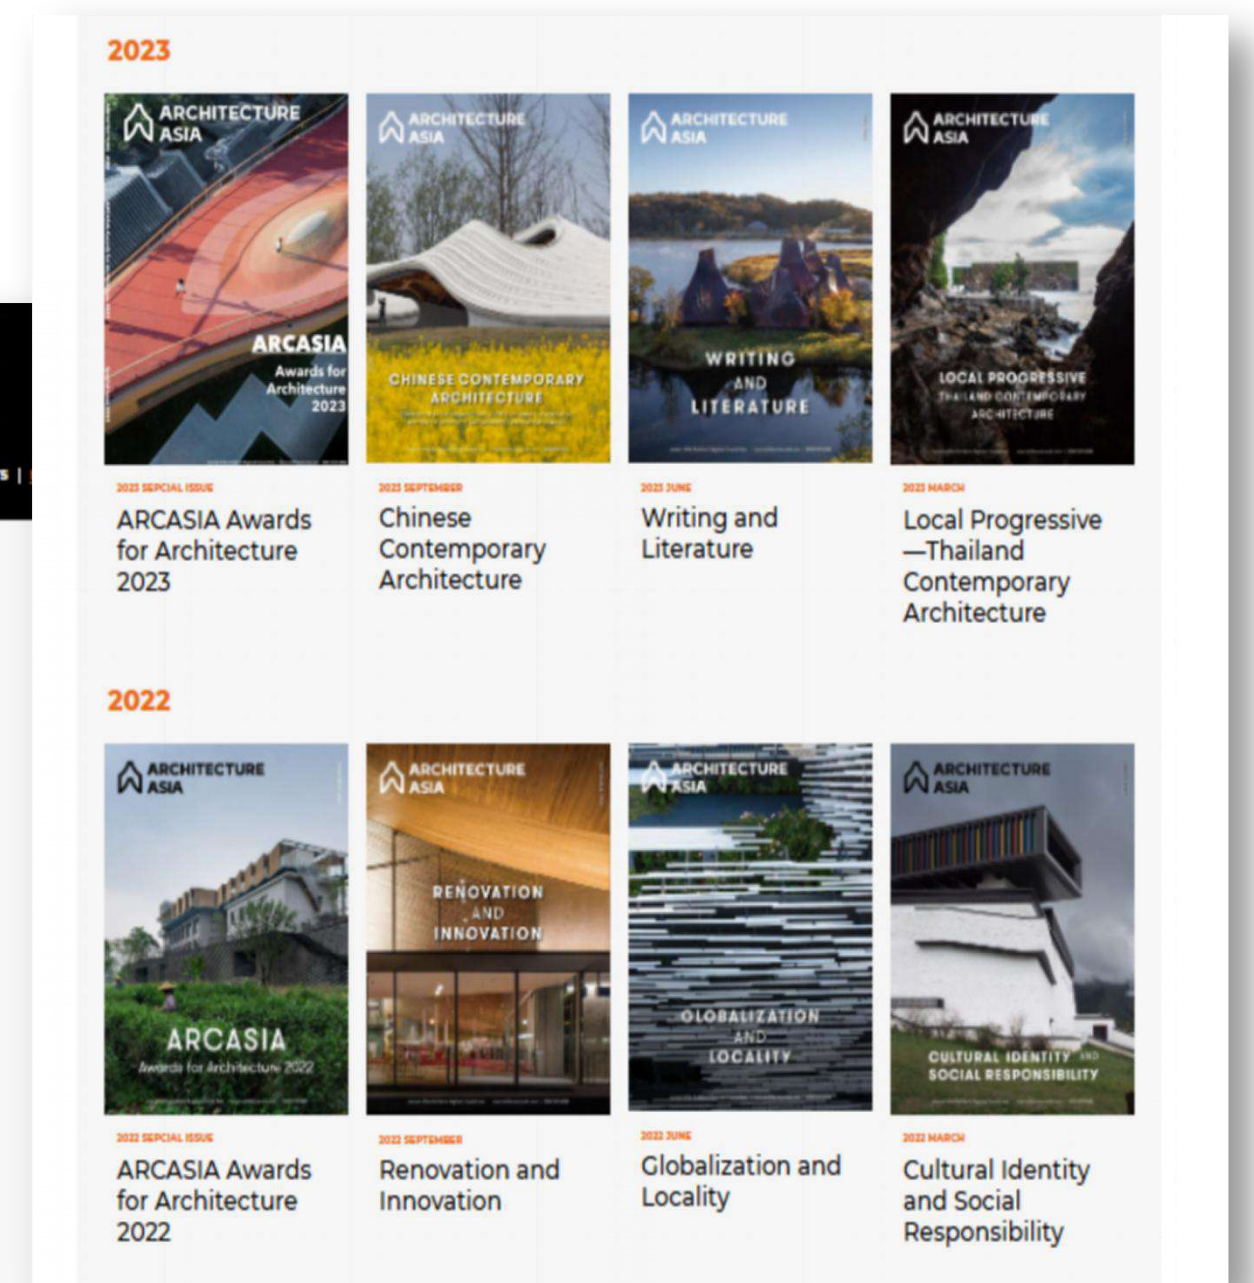 2023
ARCHITECTURE
ASIA
ARCASIA
Awards for
Architecture
2023
2023 SEPCIAL ISSUE
ARCASIA Awards
for Architecture
2023
ARCHITECTURE
ASIA
CHINESE CONTEMPORARY
ARCHITECTURE
2023 SEPTEMBER
Chinese
Contemporary
Architecture
ARCHITECTURE
ASIA
WRITING
AND
LITERATURE
2023 JUNE
Writing and
Literature
ARCHITECTURE
ASIA
LOCAL PROGRESSIVE
THAILAND CONTEMPORARY
ARCHITECTURE
2023 MARCH
Local Progressive
—Thailand
Contemporary
Architecture
2022
ARCHITECTURE
ASIA
ARCASIA
Awards for Architecture 2022
2022 SEPCIAL ISSUE
ARCASIA Awards
for Architecture
2022
ARCHITECTURE
ASIA
RENOVATION
AND
INNOVATION
2022 SEPTEMBER
Renovation and
Innovation
ARCHITECTURE
ASIA
GLOBALIZATION
AND
LOCALITY
2022 JUNE
Globalization and
Locality
ARCHITECTURE
ASIA
CULTURAL IDENTITY AND
SOCIAL RESPONSIBILITY
2022 MARCH
Cultural Identity
and Social
Responsibility